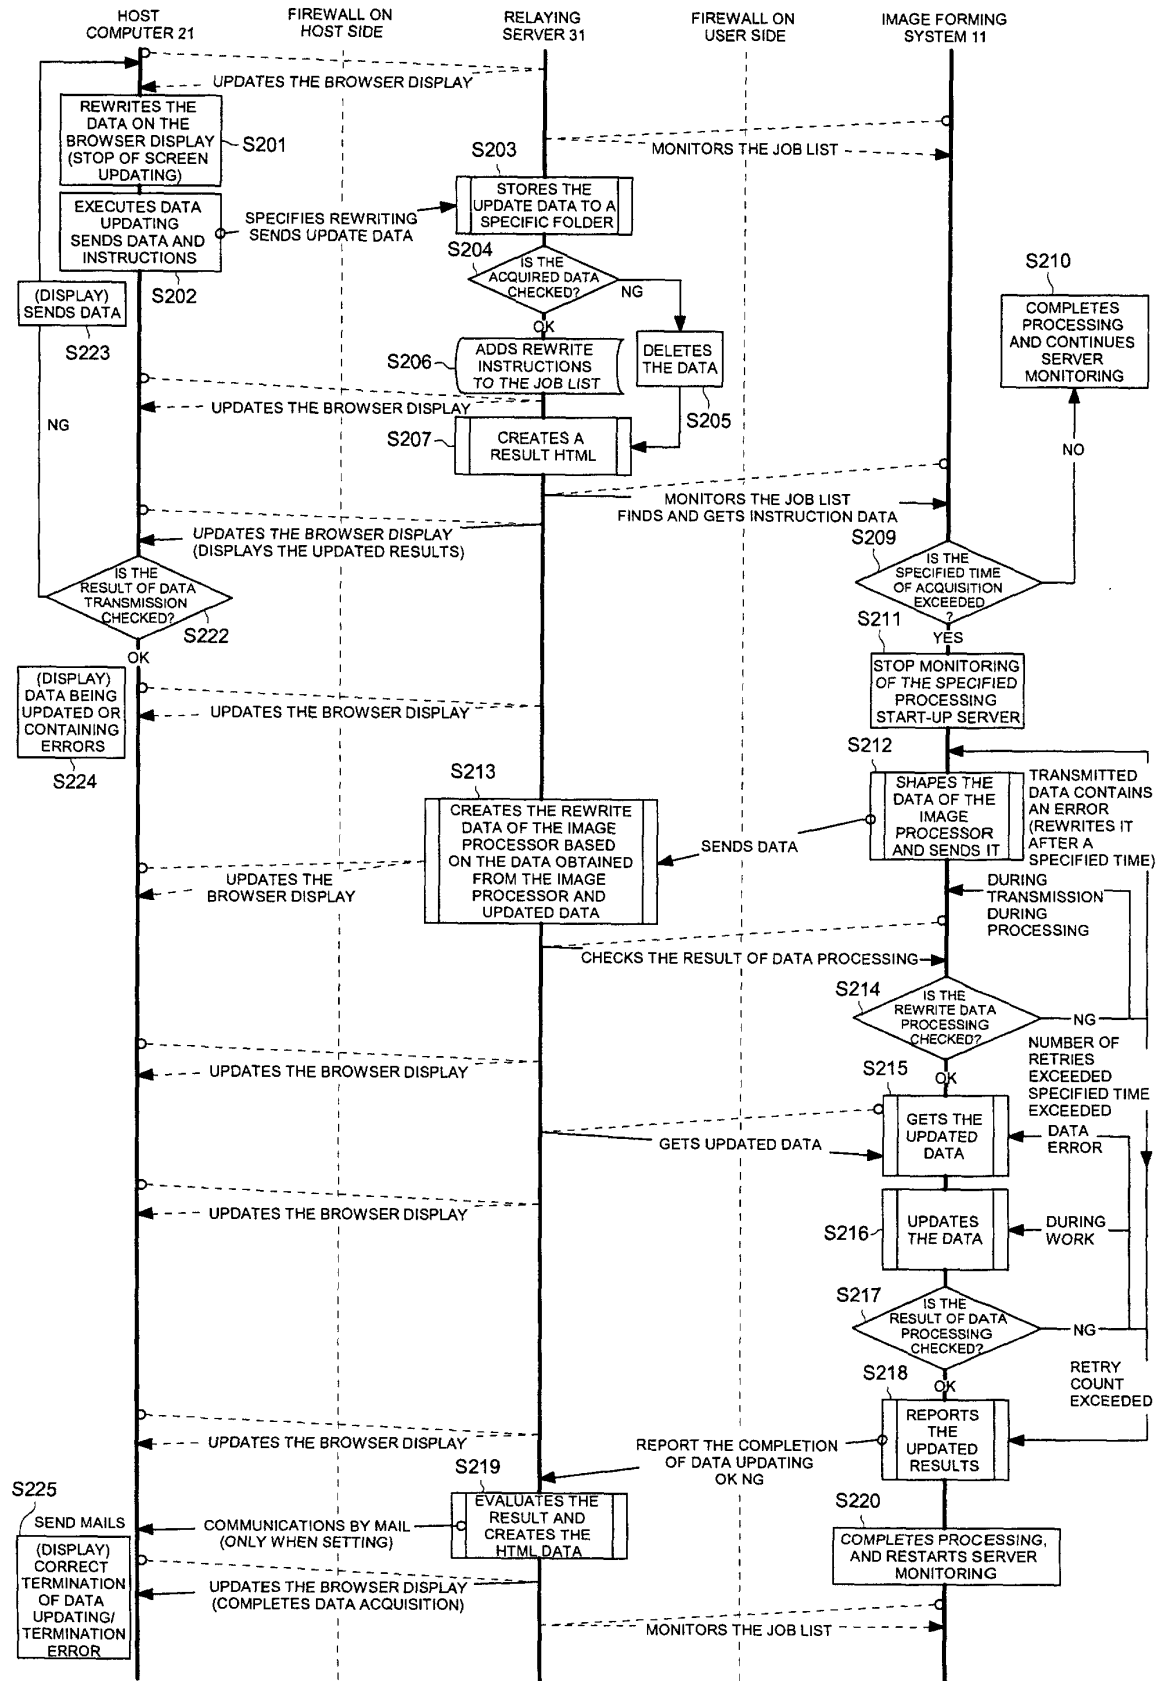 HOST
COMPUTER 21
FIREWALL ON
HOST SIDE
RELAYING
SERVER 31
FIREWALL ON
USER SIDE
IMAGE FORMING
SYSTEM 11
UPDATES THE BROWSER DISPLAY
REWRITES THE
DATA ON THE
BROWSER DISPLAY
(STOP OF SCREEN
UPDATING)
S201
MONITORS THE JOB LIST
S203
STORES THE
UPDATE DATA TO A
SPECIFIC FOLDER
EXECUTES DATA
UPDATING
SENDS DATA AND
INSTRUCTIONS
S202
SPECIFIES REWRITING
SENDS UPDATE DATA
S204
IS THE
ACQUIRED DATA
CHECKED?
NG
OK
S210
COMPLETES
PROCESSING
AND CONTINUES
SERVER
MONITORING
(DISPLAY)
SENDS DATA
S223
S206
ADDS REWRITE
INSTRUCTIONS
TO THE JOB LIST
DELETES
THE DATA
S205
UPDATES THE BROWSER DISPLAY
NG
S207
CREATES A
RESULT HTML
NO
MONITORS THE JOB LIST
FINDS AND GETS INSTRUCTION DATA
UPDATES THE BROWSER DISPLAY
(DISPLAYS THE UPDATED RESULTS)
S209
IS THE
SPECIFIED TIME
OF ACQUISITION
EXCEEDED
?
IS THE
RESULT OF DATA
TRANSMISSION
CHECKED?
S222
OK
S211
YES
STOP MONITORING
OF THE SPECIFIED
PROCESSING
START-UP SERVER
(DISPLAY)
DATA BEING
UPDATED OR
CONTAINING
ERRORS
S224
UPDATES THE BROWSER DISPLAY
S212
SHAPES THE
DATA OF THE
IMAGE
PROCESSOR
AND SENDS IT
TRANSMITTED
DATA CONTAINS
AN ERROR
(REWRITES IT
AFTER A
SPECIFIED TIME)
S213
CREATES THE REWRITE
DATA OF THE IMAGE
PROCESSOR BASED
ON THE DATA OBTAINED
FROM THE IMAGE
PROCESSOR AND
UPDATED DATA
SENDS DATA
UPDATES THE
BROWSER DISPLAY
DURING
TRANSMISSION
DURING
PROCESSING
CHECKS THE RESULT OF DATA PROCESSING
S214
IS THE
REWRITE DATA
PROCESSING
CHECKED?
NG
OK
NUMBER OF
RETRIES
EXCEEDED
SPECIFIED TIME
EXCEEDED
UPDATES THE BROWSER DISPLAY
S215
GETS THE
UPDATED
DATA
GETS UPDATED DATA
DATA
ERROR
UPDATES THE BROWSER DISPLAY
S216
UPDATES
THE DATA
DURING
WORK
S217
IS THE
RESULT OF DATA
PROCESSING
CHECKED?
NG
OK
RETRY
COUNT
EXCEEDED
S218
REPORTS
THE
UPDATED
RESULTS
UPDATES THE BROWSER DISPLAY
REPORT THE COMPLETION
OF DATA UPDATING
OK NG
S219
EVALUATES THE
RESULT AND
CREATES THE
HTML DATA
S220
COMPLETES PROCESSING,
AND RESTARTS SERVER
MONITORING
S225
SEND MAILS
COMMUNICATIONS BY MAIL
(ONLY WHEN SETTING)
(DISPLAY)
CORRECT
TERMINATION
OF DATA
UPDATING/
TERMINATION
ERROR
UPDATES THE BROWSER DISPLAY
(COMPLETES DATA ACQUISITION)
MONITORS THE JOB LIST